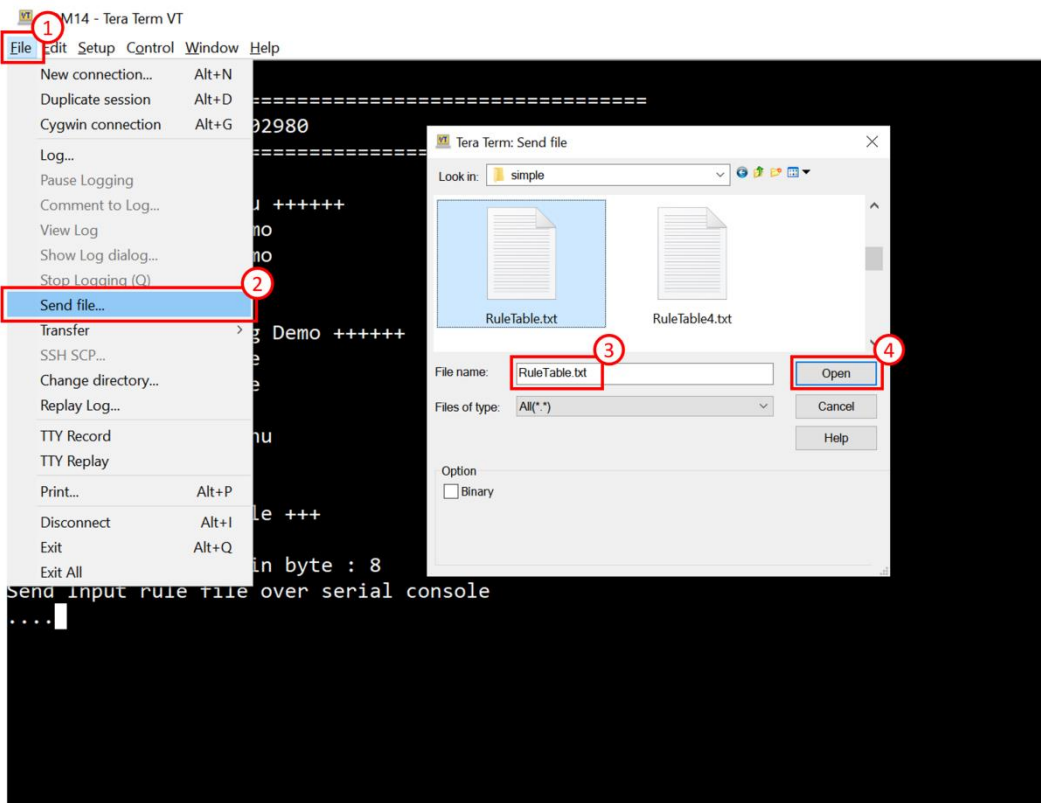 M14 - Tera Term VT
1
File Edit Setup Control Window Help
New connection... Alt+N
Duplicate session Alt+D
Cygwin connection Alt+G
Log...
Pause Logging
Comment to Log...
View Log
Show Log dialog...
Stop Logging (Q)
2
Send file...
Transfer >
SSH SCP...
Change directory...
Replay Log...
TTY Record
TTY Replay
Print... Alt+P
Disconnect Alt+I
Exit Alt+Q
Exit All
===================================
02980
================
++++++
mo
mo
Demo ++++++
e
e
nu
le +++
in byte : 8
Send Input rule file over serial console
....
VT Tera Term: Send file
Look in: simple
RuleTable.txt RuleTable4.txt
3
4
File name: RuleTable.txt Open
Files of type: All(*.*) Cancel
Help
Option
Binary